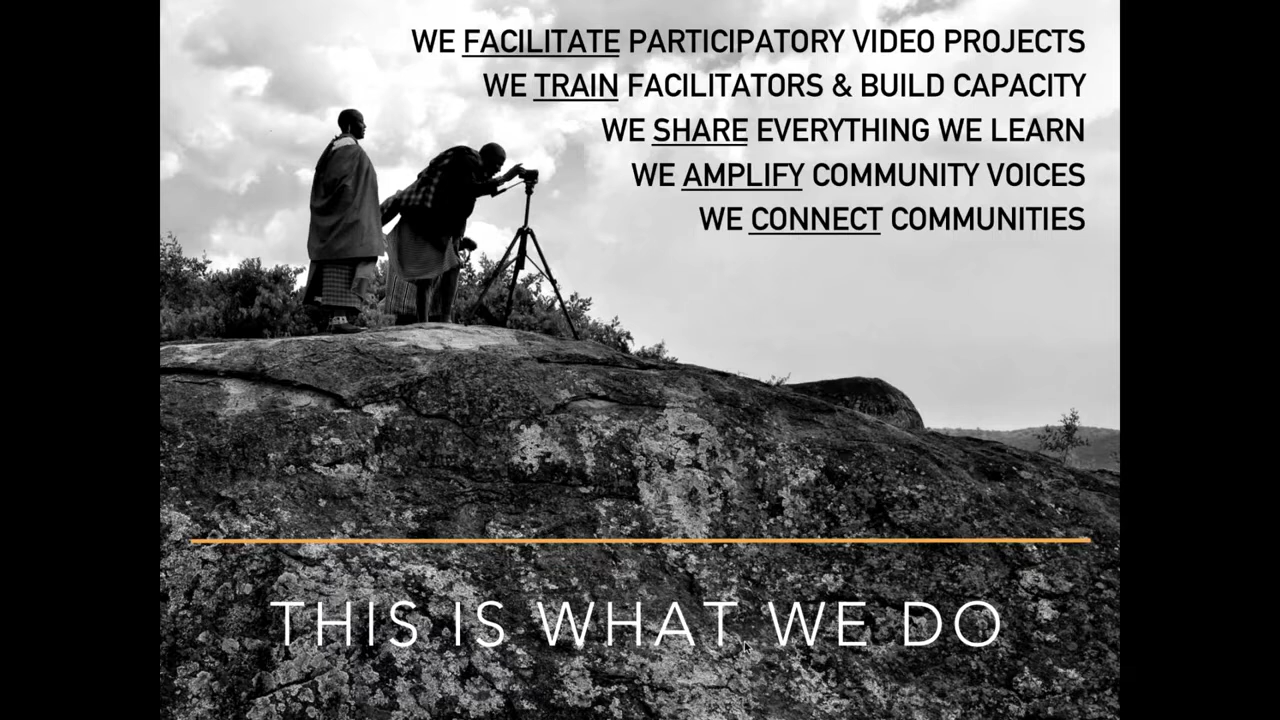 WE FACILITATE PARTICIPATORY VIDEO PROJECTS
WE TRAIN FACILITATORS & BUILD CAPACITY
WE SHARE EVERYTHING WE LEARN
WE AMPLIFY COMMUNITY VOICES
WE CONNECT COMMUNITIES
THIS IS WHAT WE DO